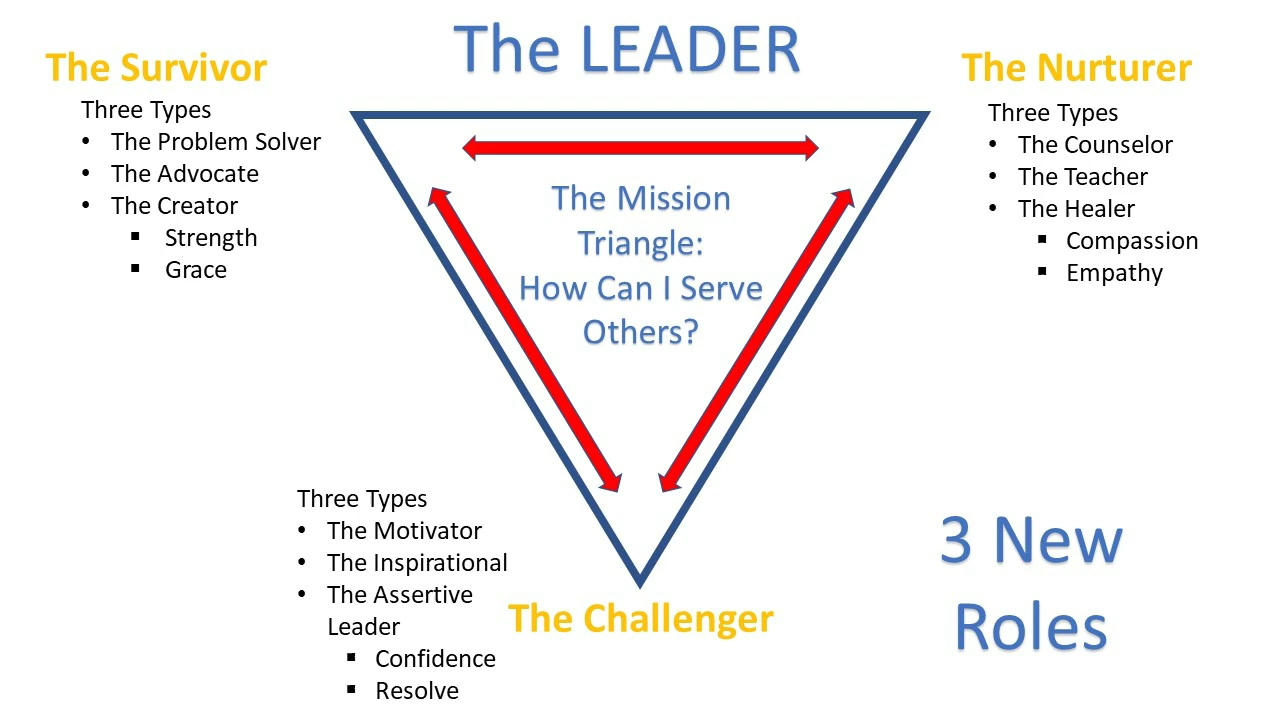 The LEADER
The Survivor
Three Types
• The Problem Solver
• The Advocate
• The Creator
▪ Strength
▪ Grace
The Nurturer
Three Types
• The Counselor
• The Teacher
• The Healer
▪ Compassion
▪ Empathy
The Mission
Triangle:
How Can I Serve
Others?
Three Types
• The Motivator
• The Inspirational
• The Assertive
Leader
▪ Confidence
▪ Resolve
The Challenger
3 New
Roles